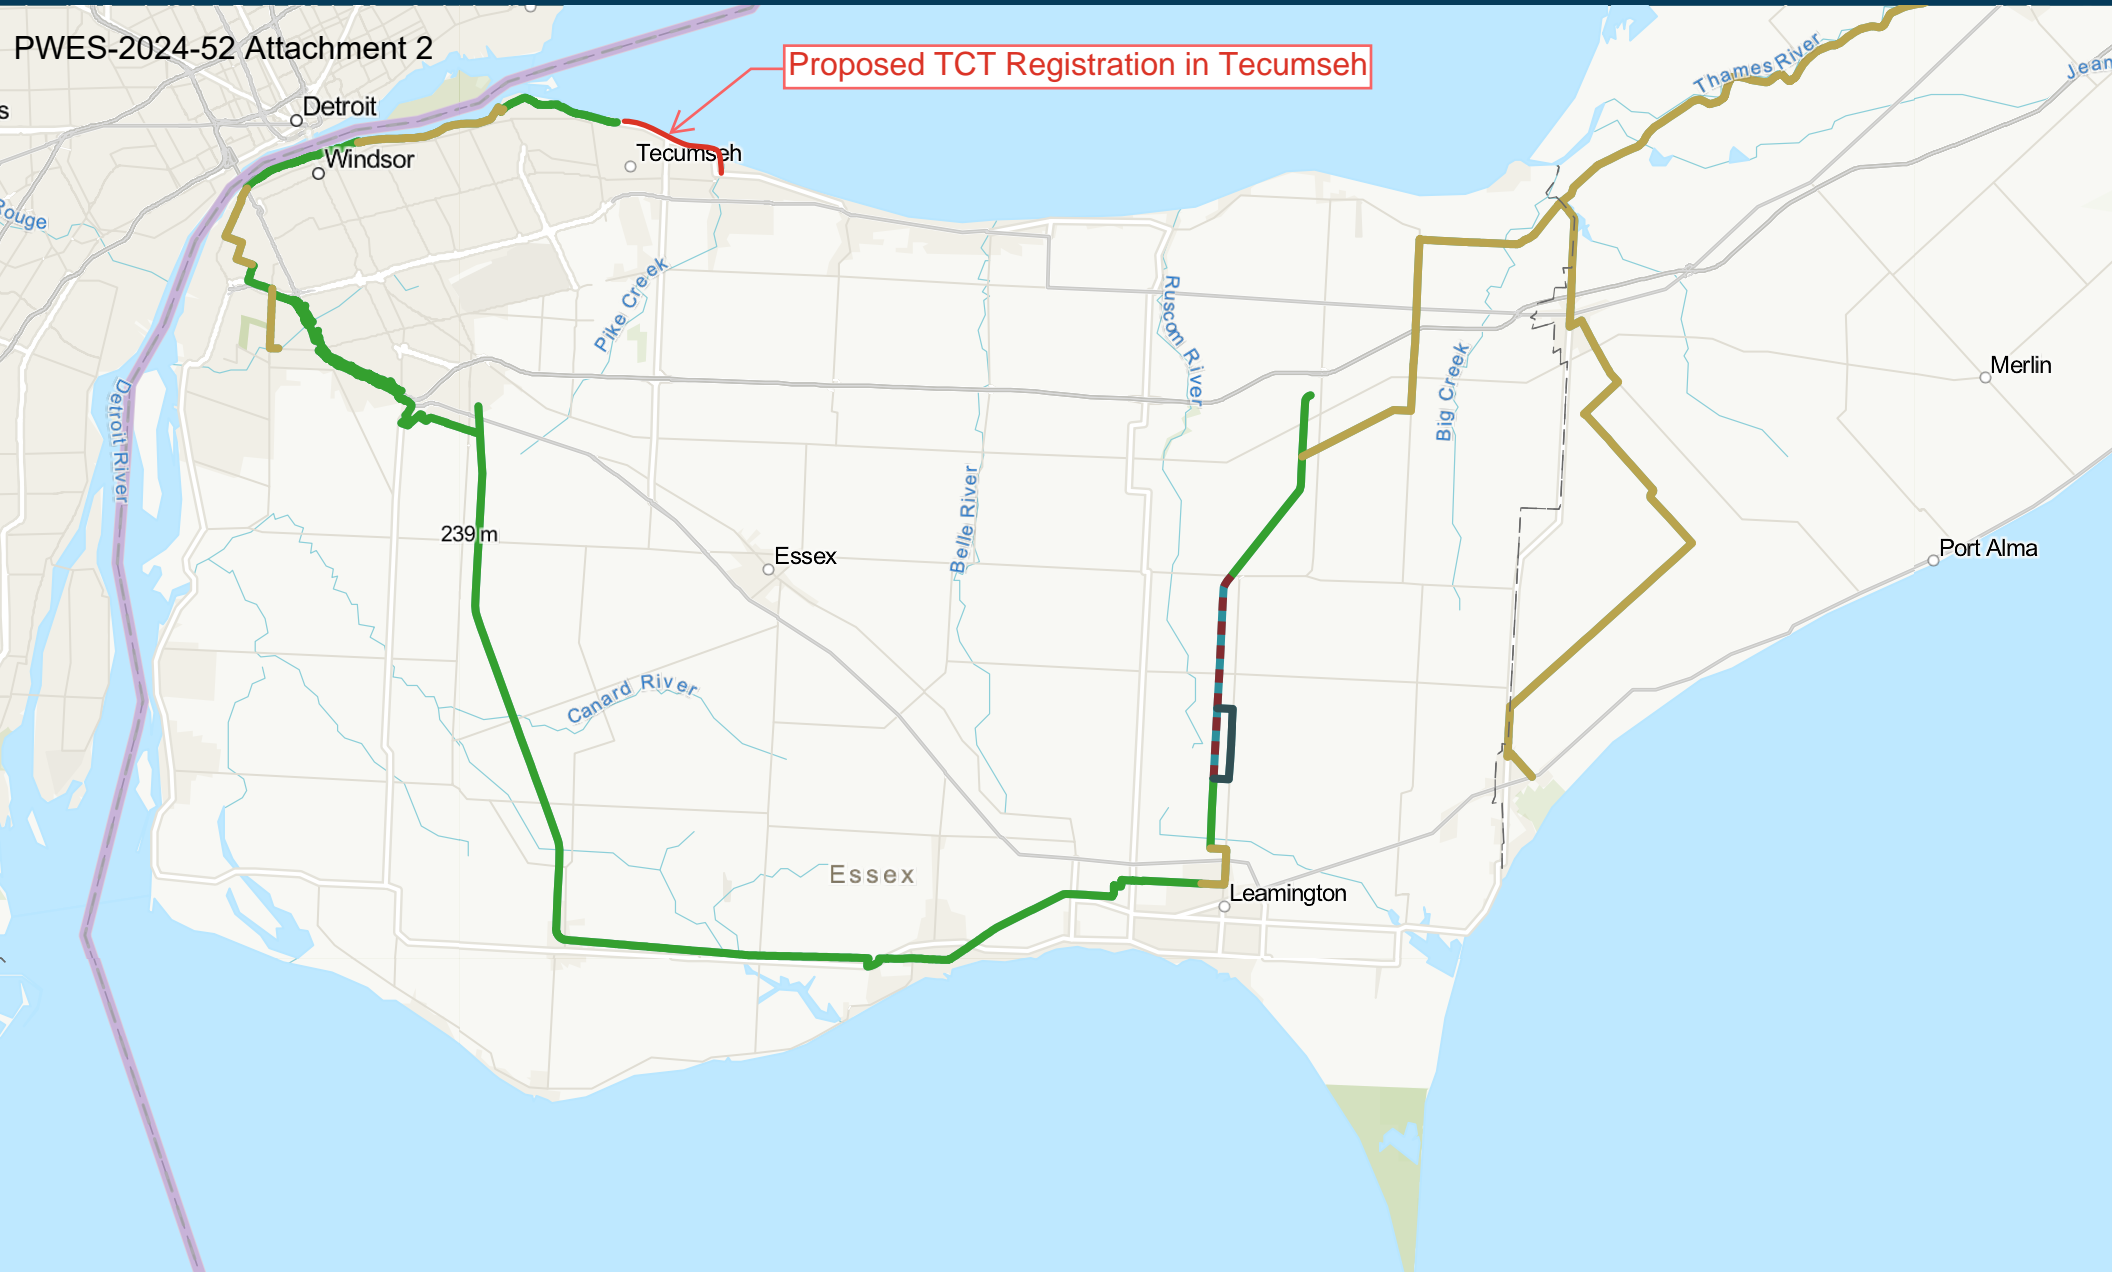 PWES-2024-52 Attachment 2
Proposed TCT Registration in Tecumseh
Thames River
Detroit
Windsor
Tecumseh
Rouge
Pike Creek
Ruscom River
Big Creek
Merlin
Detroit River
239 m
Belle River
Essex
Port Alma
Canard River
Essex
Leamington